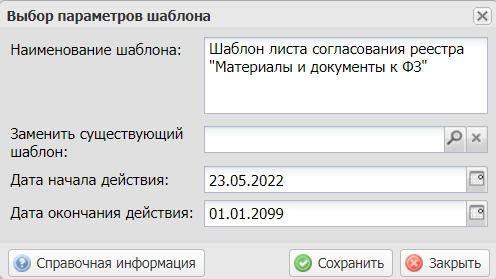 Выбор параметров шаблона
Наименование шаблона:
Шаблон листа согласования реестра
"Материалы и документы к ФЗ"
Заменить существующий
шаблон:
Дата начала действия:
23.05.2022
Дата окончания действия:
01.01.2099
Справочная информация
Сохранить
Закрыть